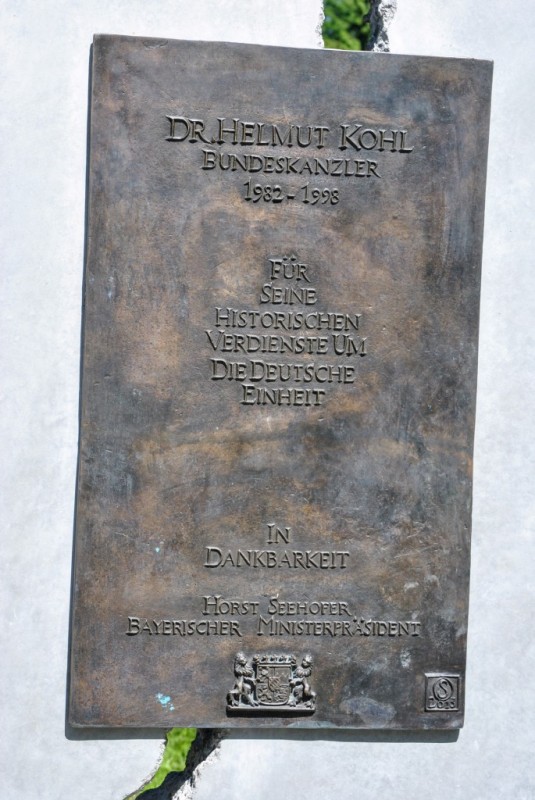 DR. HELMUT KOHL
BUNDESKANZLER
1982 - 1998
FÜR
SEINE
HISTORISCHEN
VERDIENSTE UM
DIE DEUTSCHE
EINHEIT
IN
DANKBARKEIT
HORST SEEHOFER
BAYERISCHER MINISTERPRÄSIDENT